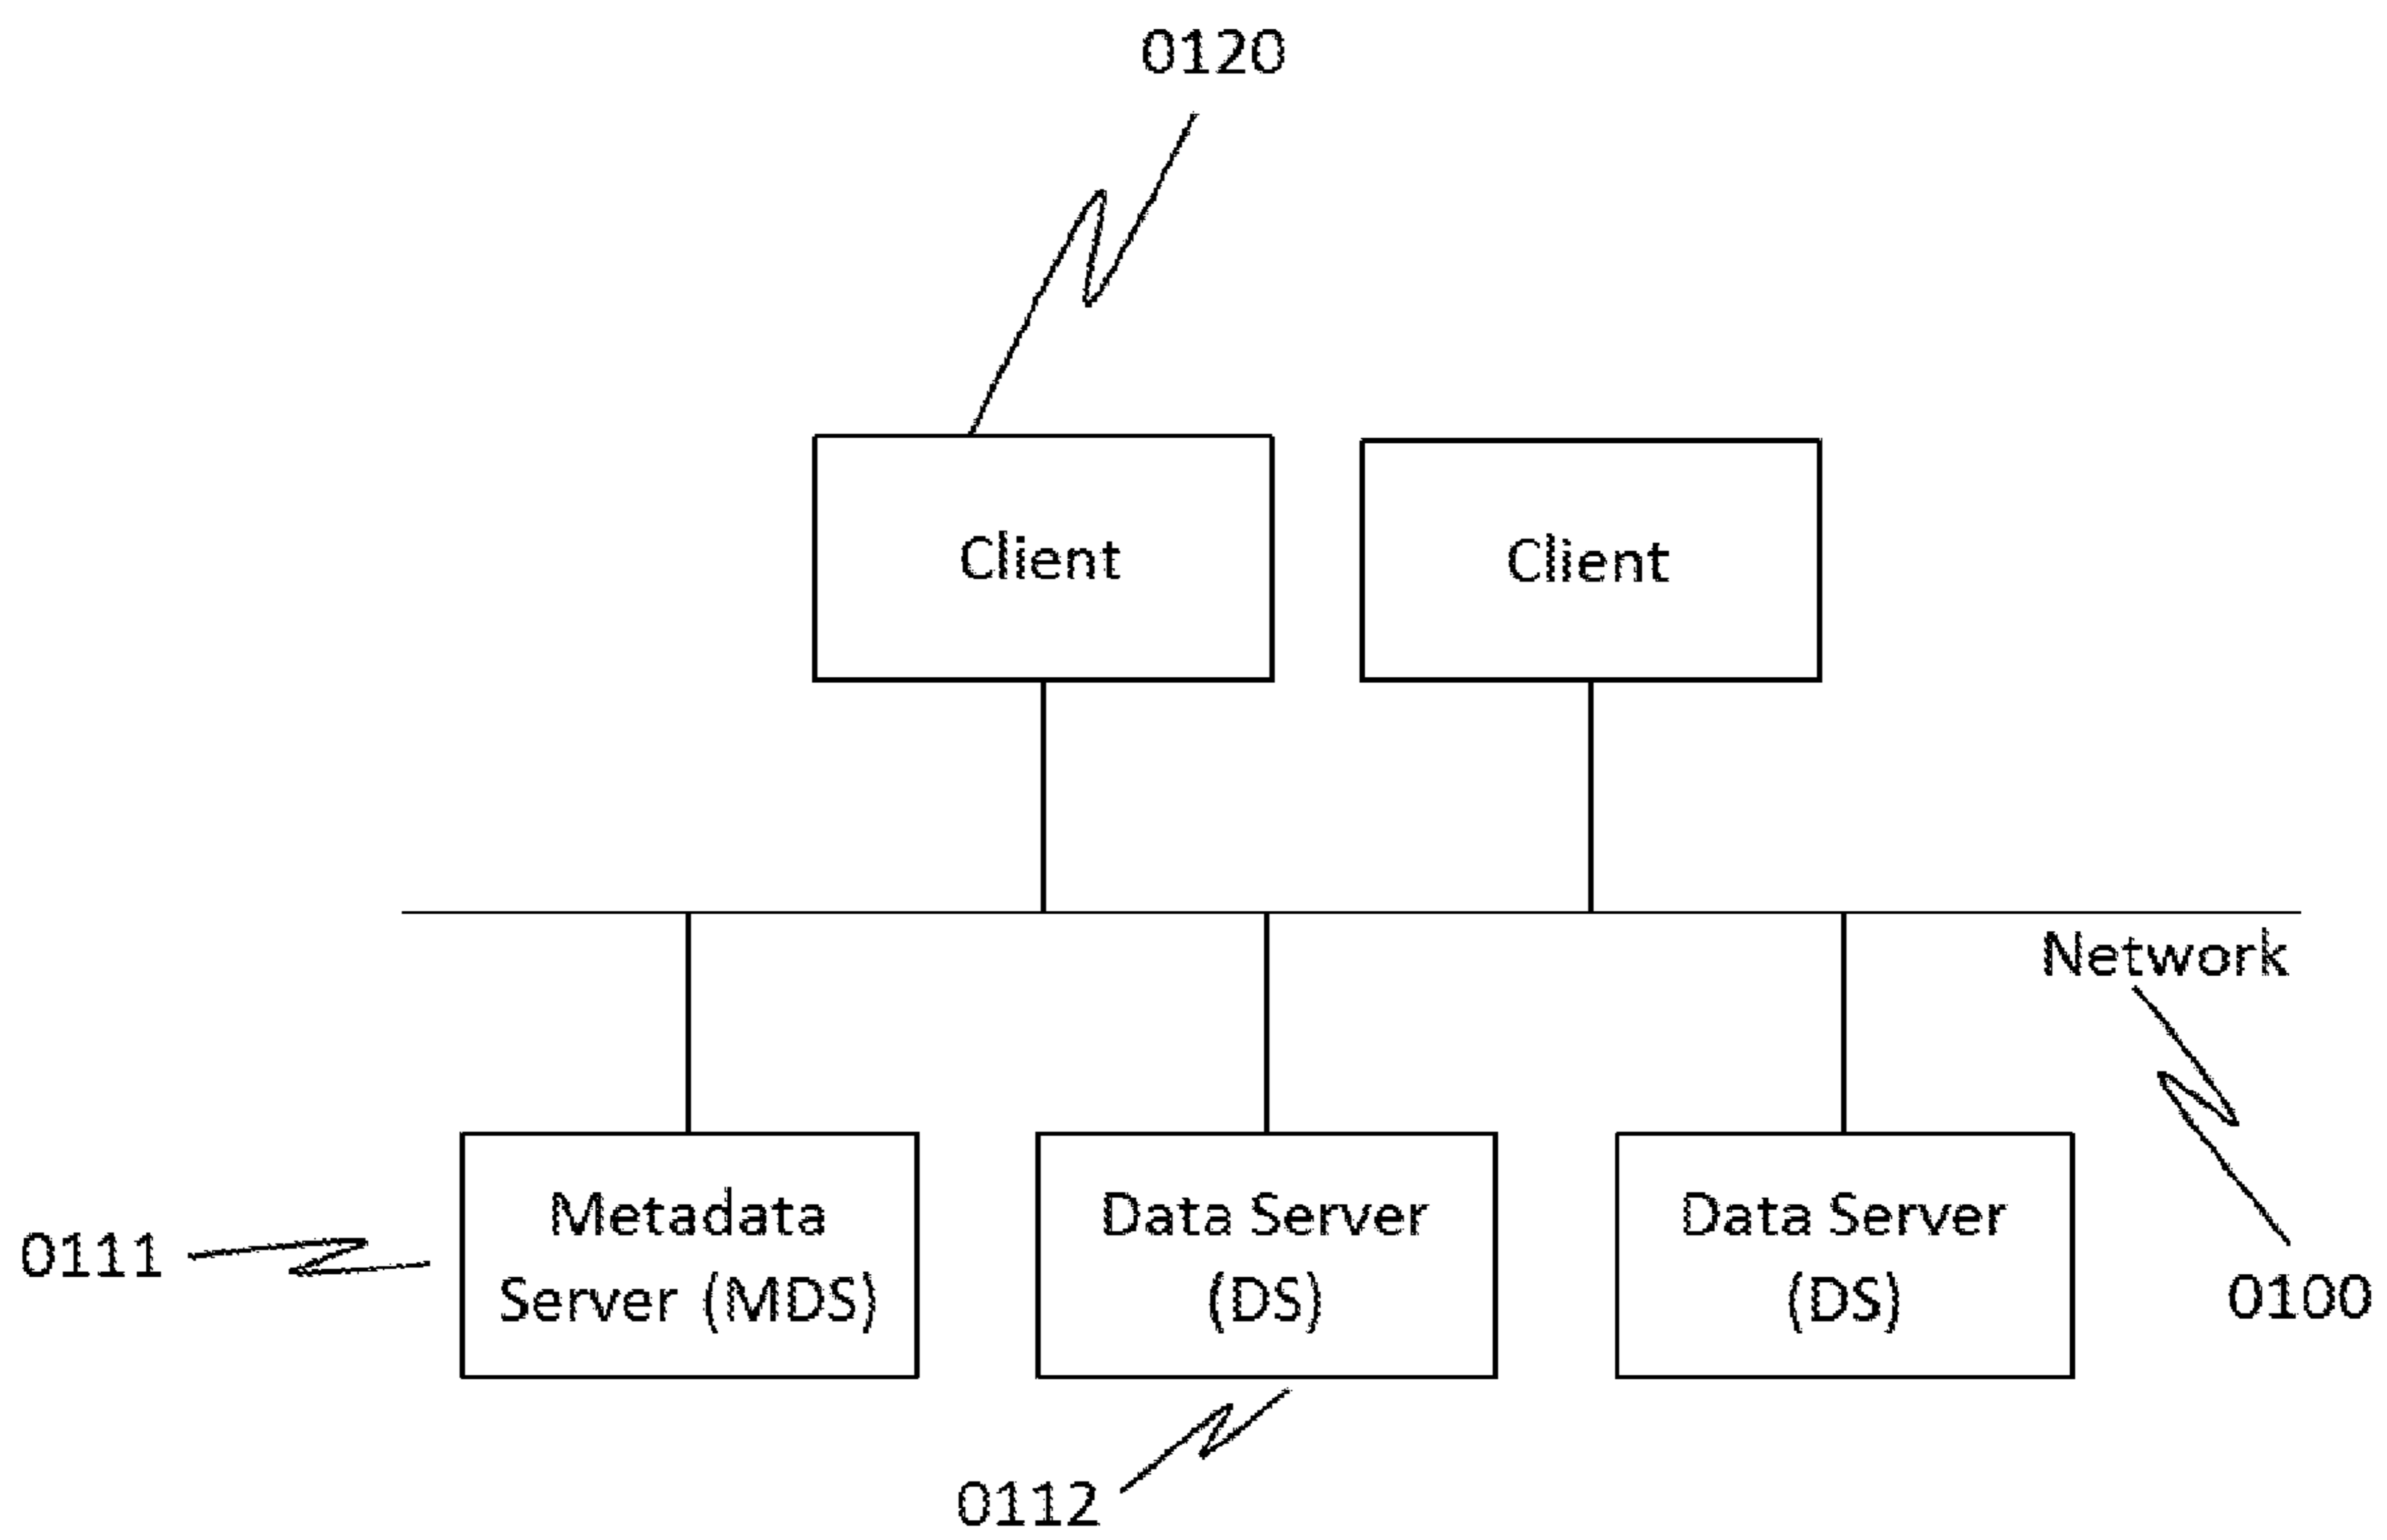 0120
Client
Client
Network
Metadata
Server (MDS)
Data Server
(DS)
Data Server
(DS)
0111
0100
0112